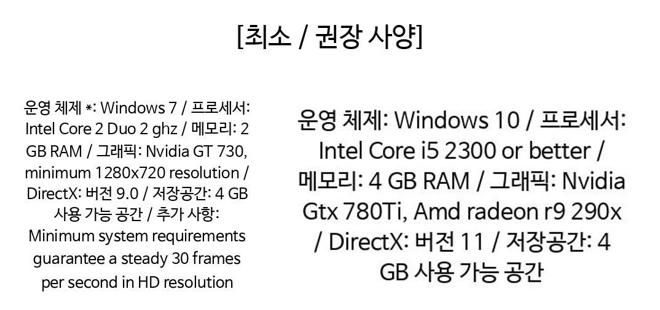 [최소 / 권장 사양]
운영 체제 *: Windows 7 / 프로세서:
Intel Core 2 Duo 2 ghz / 메모리: 2
GB RAM / 그래픽: Nvidia GT 730,
minimum 1280x720 resolution /
DirectX: 버전 9.0 / 저장공간: 4 GB
사용 가능 공간 / 추가 사항:
Minimum system requirements
guarantee a steady 30 frames
per second in HD resolution
운영 체제: Windows 10 / 프로세서:
Intel Core i5 2300 or better /
메모리: 4 GB RAM / 그래픽: Nvidia
Gtx 780Ti, Amd radeon r9 290x
/ DirectX: 버전 11 / 저장공간: 4
GB 사용 가능 공간